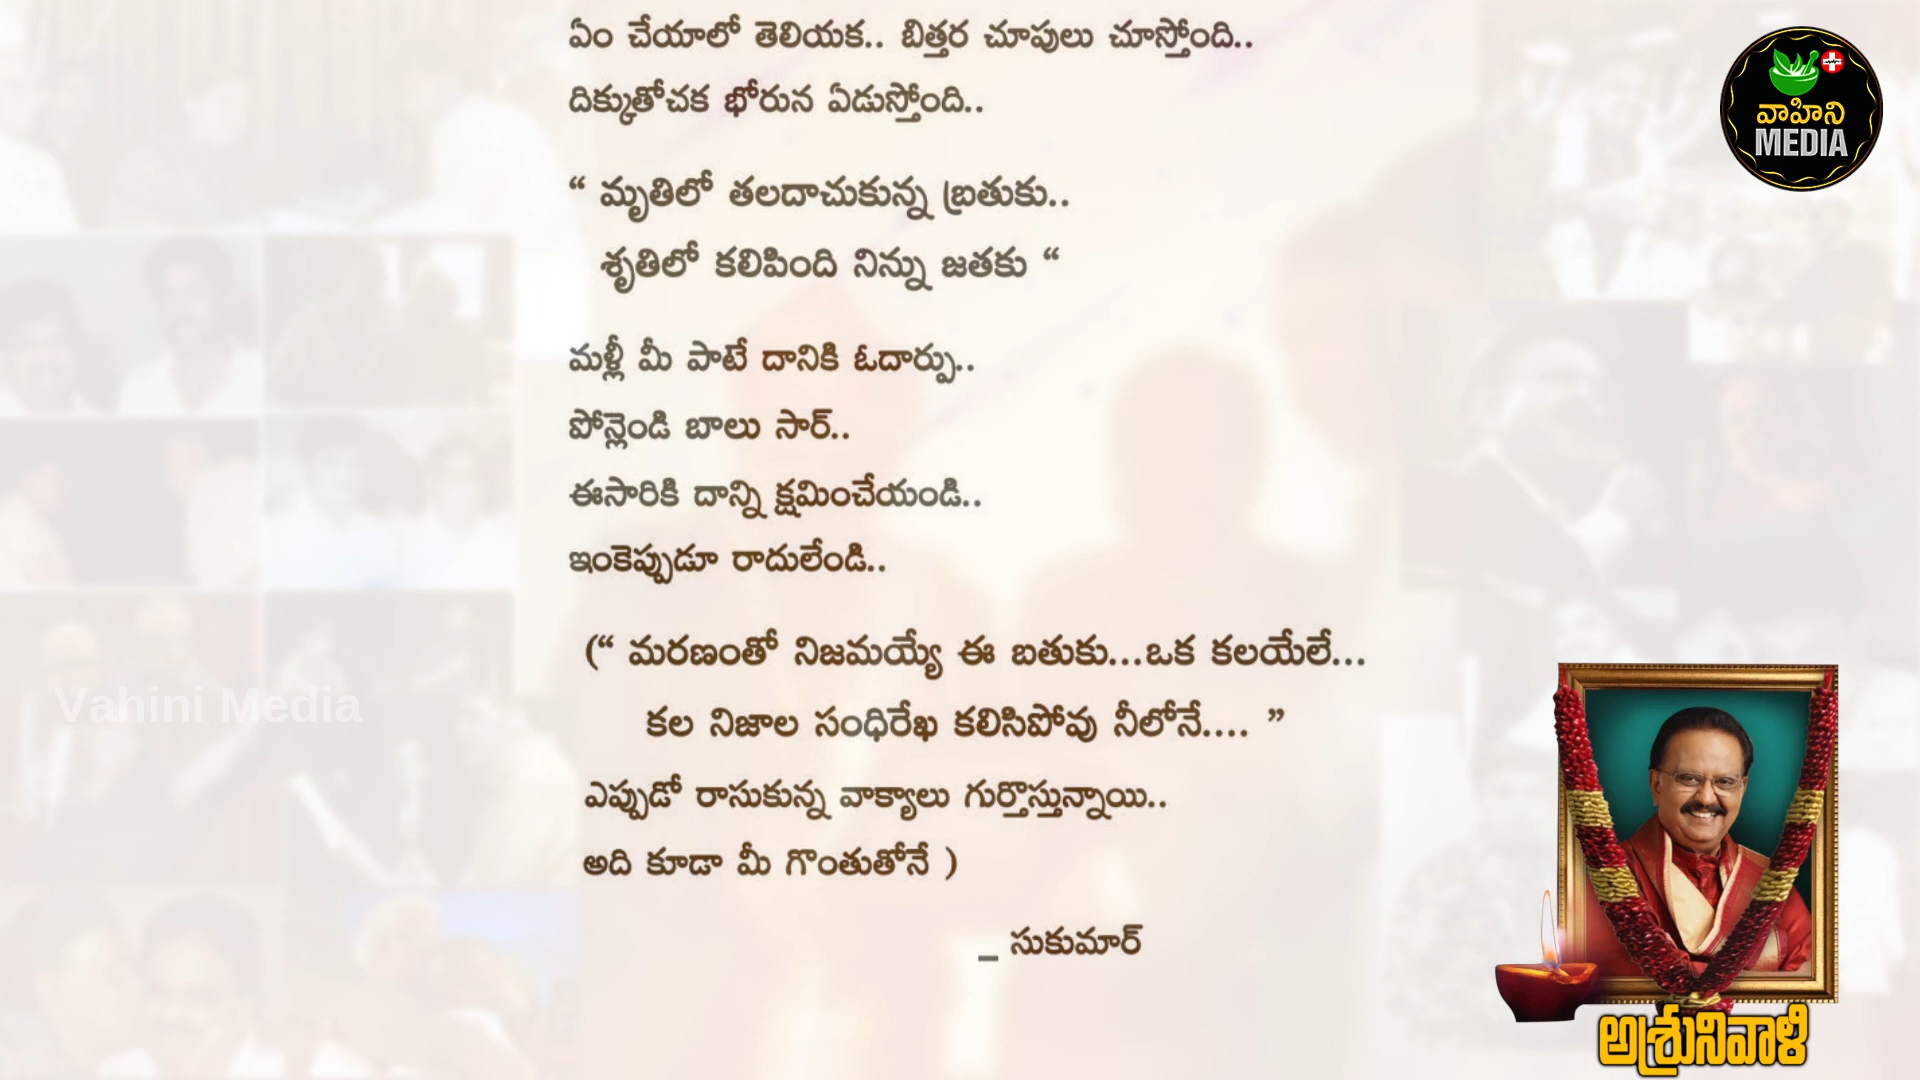 ఏం చేయాలో తెలియక.. బిత్తర చూపులు చూస్తోంది..
దిక్కుతోచక భోరున ఏడుస్తోంది..
“ మృతిలో తలదాచుకున్న బ్రతుకు..
శృతిలో కలిపింది నిన్ను జతకు “
మళ్లీ మీ పాటే దానికి ఓదార్పు..
పోన్లెండి బాలు సార్..
ఈసారికి దాన్ని క్షమించేయండి..
ఇంకెప్పుడూ రాదులేండి..
(“ మరణంతో నిజమయ్యే ఈ బతుకు...ఒక కలయేలే...
కల నిజాల సంధిరేఖ కలిసిపోవు నీలోనే.... ”
ఎప్పుడో రాసుకున్న వాక్యాలు గుర్తొస్తున్నాయి..
అది కూడా మీ గొంతుతోనే )
_ సుకుమార్
వాహిని
MEDIA
Vahini Media
అశ్రునివాళి